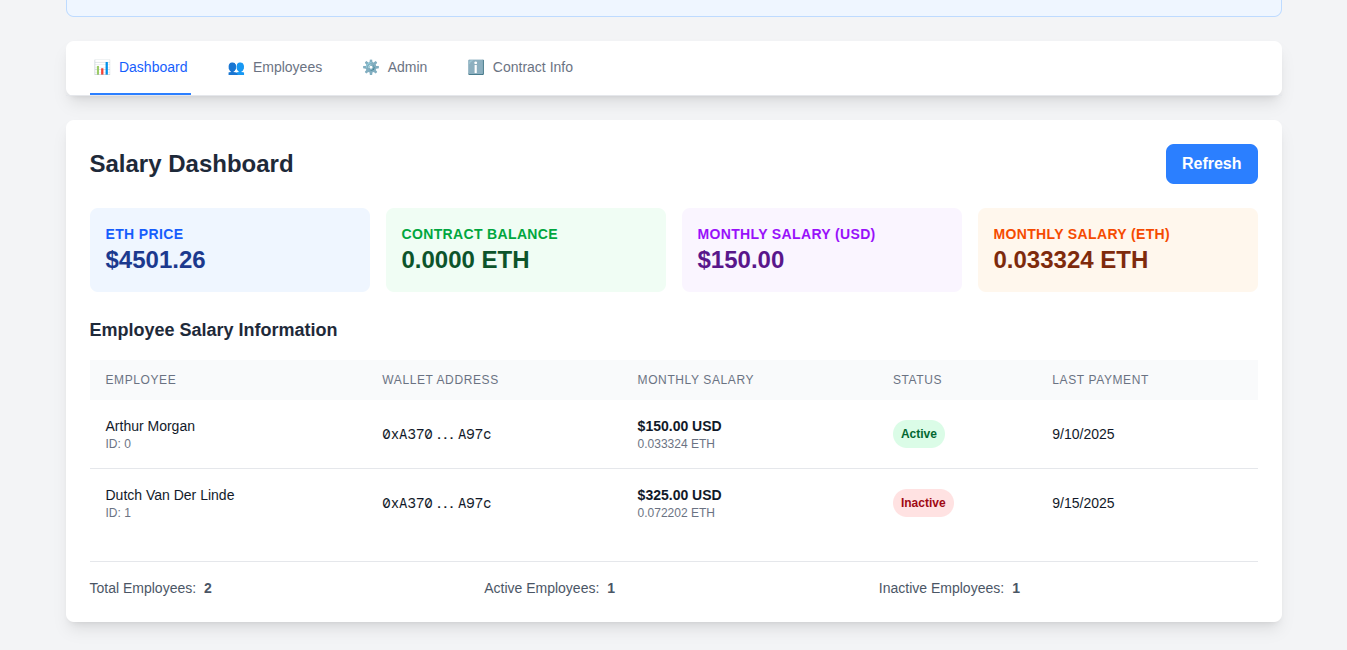 Dashboard Employees Admin Contract Info
Salary Dashboard Refresh
ETH PRICE CONTRACT BALANCE MONTHLY SALARY (USD) MONTHLY SALARY (ETH)
$4501.26 0.0000 ETH $150.00 0.033324 ETH
Employee Salary Information
EMPLOYEE WALLET ADDRESS MONTHLY SALARY STATUS LAST PAYMENT
Arthur Morgan 0xA370...A97c $150.00 USD Active 9/10/2025
ID: 0 0.033324 ETH
Dutch Van Der Linde 0xA370...A97c $325.00 USD Inactive 9/15/2025
ID: 1 0.072202 ETH
Total Employees: 2 Active Employees: 1 Inactive Employees: 1